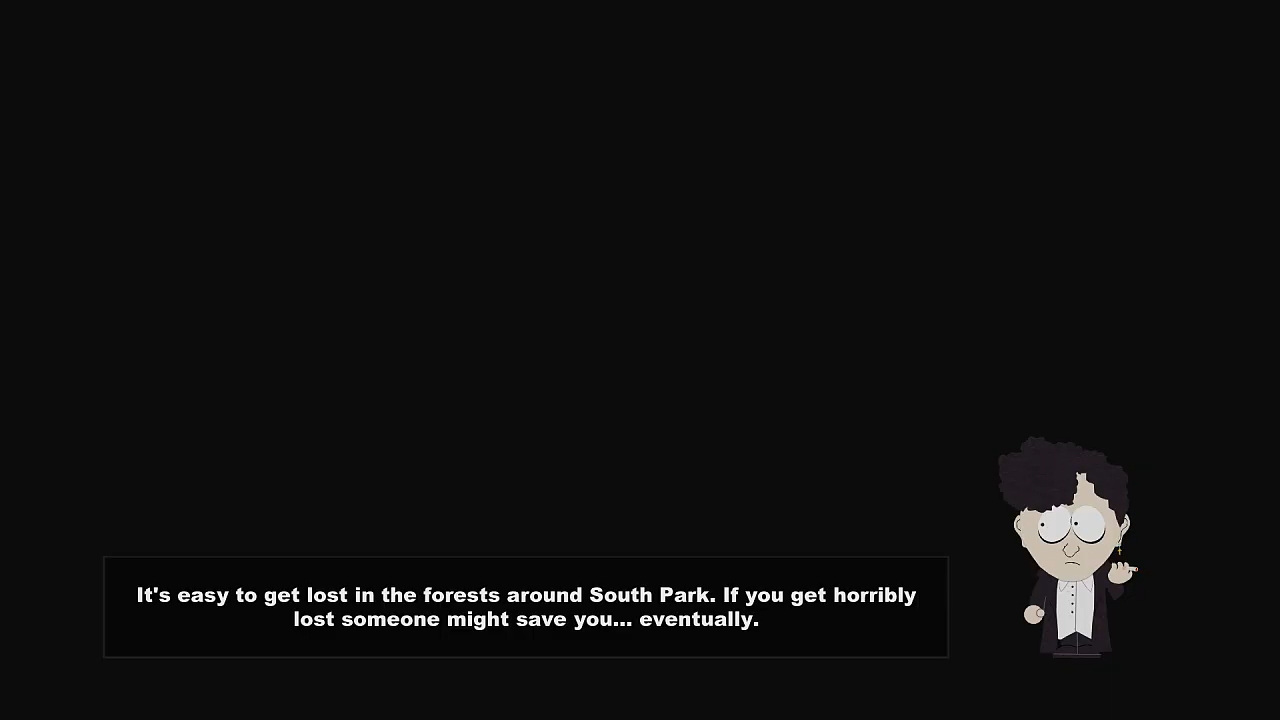 It's easy to get lost in the forests around South Park. If you get horribly
lost someone might save you... eventually.